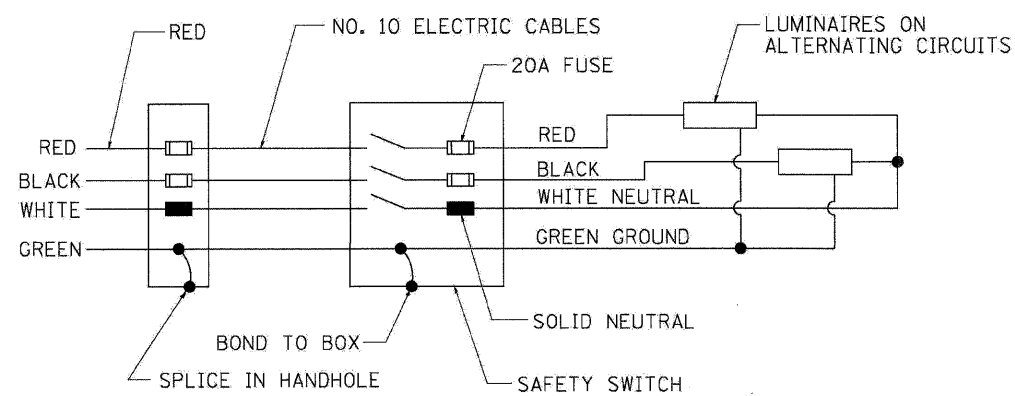 RED
NO. 10 ELECTRIC CABLES
LUMINAIRES ON
ALTERNATING CIRCUITS
20A FUSE
RED
RED
BLACK
BLACK
WHITE
WHITE NEUTRAL
GREEN
GREEN GROUND
SOLID NEUTRAL
BOND TO BOX
SPLICE IN HANDHOLE
SAFETY SWITCH